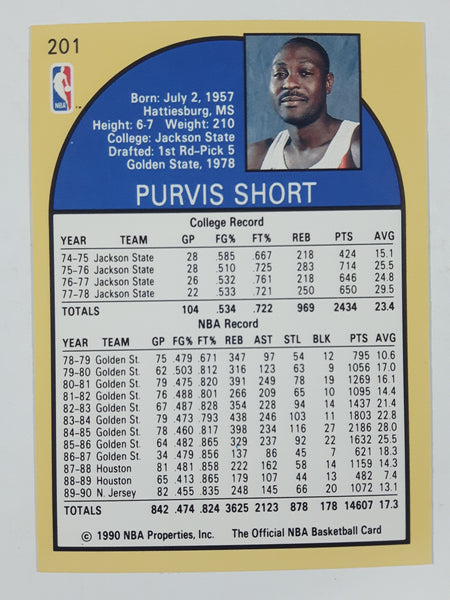 201
NBA
Born: July 2, 1957
Hattiesburg, MS
Height: 6-7 Weight: 210
College: Jackson State
Drafted: 1st Rd-Pick 5
Golden State, 1978
PURVIS SHORT
College Record
YEAR TEAM GP FG% FT% REB PTS AVG
74-75 Jackson State 28 .585 .667 218 424 15.1
75-76 Jackson State 28 .510 .725 283 714 25.5
76-77 Jackson State 26 .532 .761 218 646 24.8
77-78 Jackson State 22 .533 .721 250 650 29.5
TOTALS 104 .534 .722 969 2434 23.4
NBA Record
YEAR TEAM GP FG% FT% REB AST STL BLK PTS AVG
78-79 Golden St. 75 .479 .671 347 97 54 12 795 10.6
79-80 Golden St. 62 .503 .812 316 123 63 9 1056 17.0
80-81 Golden St. 79 .475 .820 391 249 78 19 1269 16.1
81-82 Golden St. 76 .488 .801 266 209 65 10 1095 14.4
82-83 Golden St. 67 .487 .828 354 228 94 14 1437 21.4
83-84 Golden St. 79 .473 .793 438 246 103 11 1803 22.8
84-85 Golden St. 78 .460 .817 398 234 116 27 2186 28.0
85-86 Golden St. 64 .482 .865 329 237 92 22 1632 25.5
86-87 Golden St. 34 .479 .856 137 86 45 7 621 18.3
87-88 Houston 81 .481 .858 222 162 58 14 1159 14.3
88-89 Houston 65 .413 .865 179 107 44 13 482 7.4
89-90 N. Jersey 82 .455 .835 248 145 66 20 1072 13.1
TOTALS 842 .474 .824 3625 2123 878 178 14607 17.3
© 1990 NBA Properties, Inc. The Official NBA Basketball Card